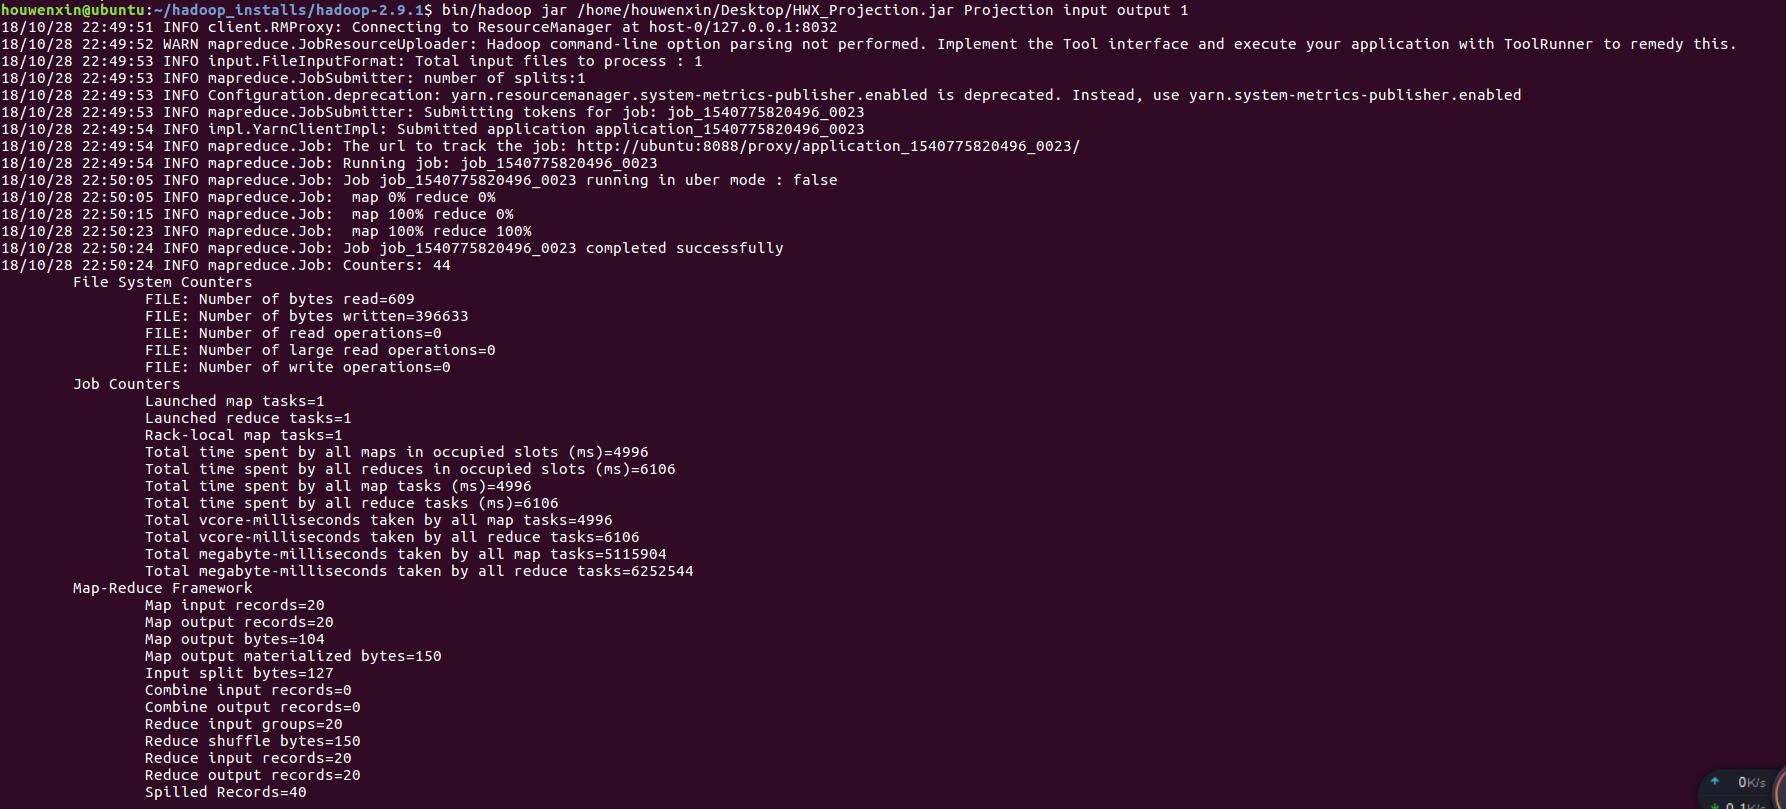 houwenxin@ubuntu:~/hadoop_installs/hadoop-2.9.1$ bin/hadoop jar /home/houwenxin/Desktop/HWX_Projection.jar Projection input output 1
18/10/28 22:49:51 INFO client.RMProxy: Connecting to ResourceManager at host-0/127.0.0.1:8032
18/10/28 22:49:52 WARN mapreduce.JobResourceUploader: Hadoop command-line option parsing not performed. Implement the Tool interface and execute your application with ToolRunner to remedy this.
18/10/28 22:49:53 INFO input.FileInputFormat: Total input files to process : 1
18/10/28 22:49:53 INFO mapreduce.JobSubmitter: number of splits:1
18/10/28 22:49:53 INFO Configuration.deprecation: yarn.resourcemanager.system-metrics-publisher.enabled is deprecated. Instead, use yarn.system-metrics-publisher.enabled
18/10/28 22:49:53 INFO mapreduce.JobSubmitter: Submitting tokens for job: job_1540775820496_0023
18/10/28 22:49:54 INFO impl.YarnClientImpl: Submitted application application_1540775820496_0023
18/10/28 22:49:54 INFO mapreduce.Job: The url to track the job: http://ubuntu:8088/proxy/application_1540775820496_0023/
18/10/28 22:49:54 INFO mapreduce.Job: Running job: job_1540775820496_0023
18/10/28 22:50:05 INFO mapreduce.Job: Job job_1540775820496_0023 running in uber mode : false
18/10/28 22:50:05 INFO mapreduce.Job:  map 0% reduce 0%
18/10/28 22:50:15 INFO mapreduce.Job:  map 100% reduce 0%
18/10/28 22:50:23 INFO mapreduce.Job:  map 100% reduce 100%
18/10/28 22:50:24 INFO mapreduce.Job: Job job_1540775820496_0023 completed successfully
18/10/28 22:50:24 INFO mapreduce.Job: Counters: 44
File System Counters
FILE: Number of bytes read=609
FILE: Number of bytes written=396633
FILE: Number of read operations=0
FILE: Number of large read operations=0
FILE: Number of write operations=0
Job Counters
Launched map tasks=1
Launched reduce tasks=1
Rack-local map tasks=1
Total time spent by all maps in occupied slots (ms)=4996
Total time spent by all reduces in occupied slots (ms)=6106
Total time spent by all map tasks (ms)=4996
Total time spent by all reduce tasks (ms)=6106
Total vcore-milliseconds taken by all map tasks=4996
Total vcore-milliseconds taken by all reduce tasks=6106
Total megabyte-milliseconds taken by all map tasks=5115904
Total megabyte-milliseconds taken by all reduce tasks=6252544
Map-Reduce Framework
Map input records=20
Map output records=20
Map output bytes=104
Map output materialized bytes=150
Input split bytes=127
Combine input records=0
Combine output records=0
Reduce input groups=20
Reduce shuffle bytes=150
Reduce input records=20
Reduce output records=20
Spilled Records=40
0K/s